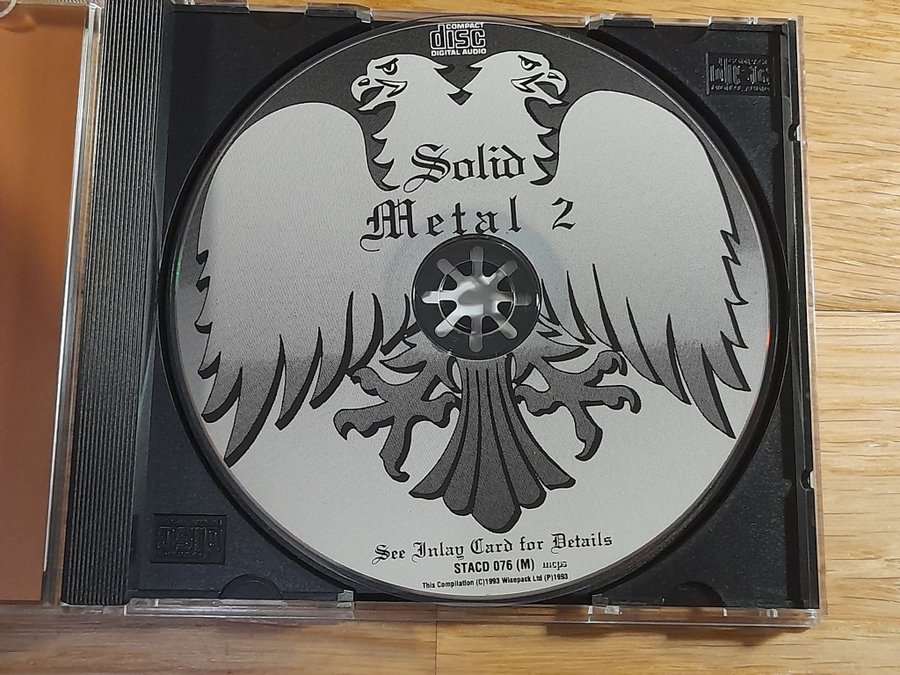 COMPACT
disc
DIGITAL AUDIO
Solid
Metal 2
See Inlay Card for Details
STACD 076 (M) mcps
This Compilation (C)1993 Wisepack Ltd (P)1993